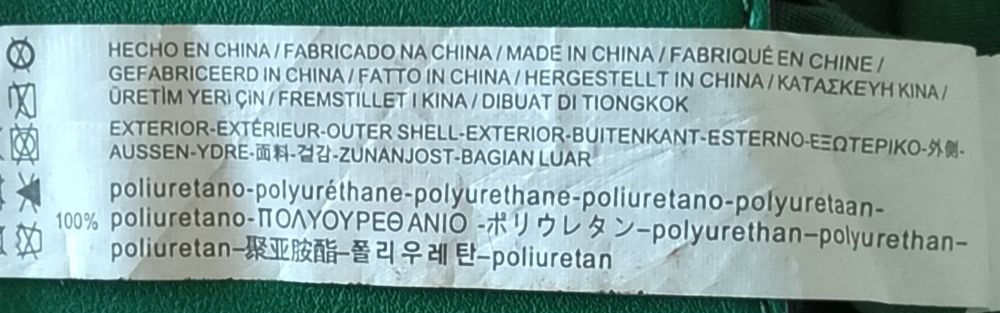 HECHO EN CHINA / FABRICADO NA CHINA / MADE IN CHINA / FABRIQUÉ EN CHINE /
GEFABRICEERD IN CHINA / FATTO IN CHINA / HERGESTELLT IN CHINA / ΚΑΤΑΣΚΕΥΗ ΚΙΝΑ /
ÜRETİM YERİ ÇİN / FREMSTILLET I KINA / DIBUAT DI TIONGKOK
EXTERIOR-EXTÉRIEUR-OUTER SHELL-EXTERIOR-BUITENKANT-ESTERNO-ΕΞΩΤΕΡΙΚΟ-外側-
AUSSEN-YDRE-面料-겉감-ZUNANJOST-BAGIAN LUAR
poliuretano-polyuréthane-polyurethane-poliuretano-polyuretaan-
100% poliuretano-ΠΟΛΥΟΥΡΕΘΑΝΙΟ -ポリウレタン–polyurethan–polyurethan–
poliuretan–聚亚胺酯–폴리우레탄–poliuretan